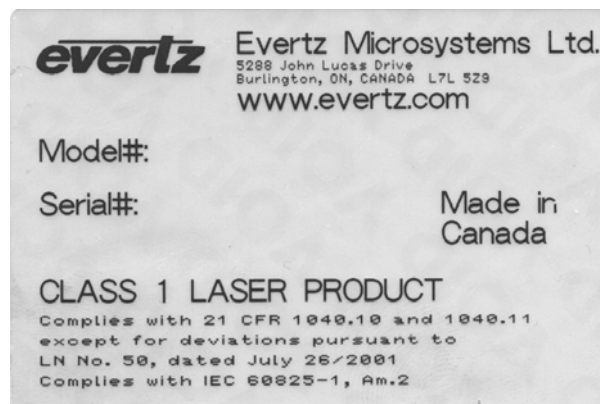 evertz
Evertz Microsystems Ltd.
5288 John Lucas Drive
Burlington, ON, CANADA L7L 5Z9
www.evertz.com
Model#:
Serial#:
Made in
Canada
CLASS 1 LASER PRODUCT
Complies with 21 CFR 1040.10 and 1040.11
except for deviations pursuant to
LN No. 50, dated July 26/2001
Complies with IEC 60825-1, Am.2